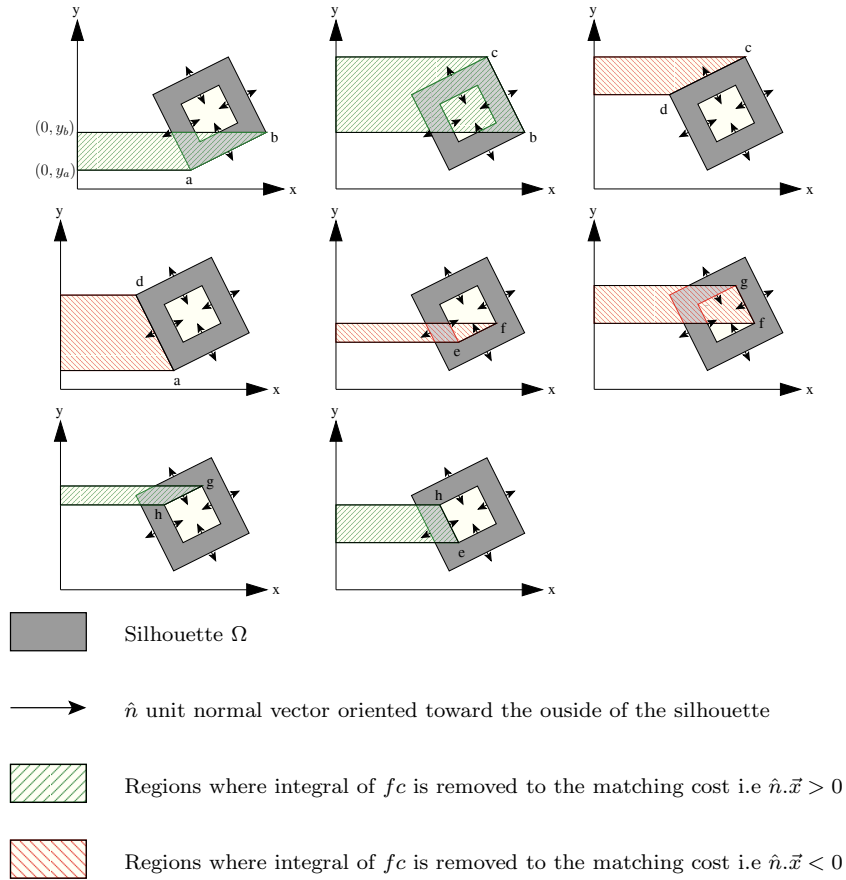 y
(0, y_b)
(0, y_a)
a
b
x
y
c
b
x
y
c
d
x
y
d
a
x
y
f
e
x
y
g
f
x
y
g
h
x
y
h
e
x
Silhouette Ω
n̂ unit normal vector oriented toward the ouside of the silhouette
Regions where integral of fc is removed to the matching cost i.e n̂.x⃗ > 0
Regions where integral of fc is removed to the matching cost i.e n̂.x⃗ < 0